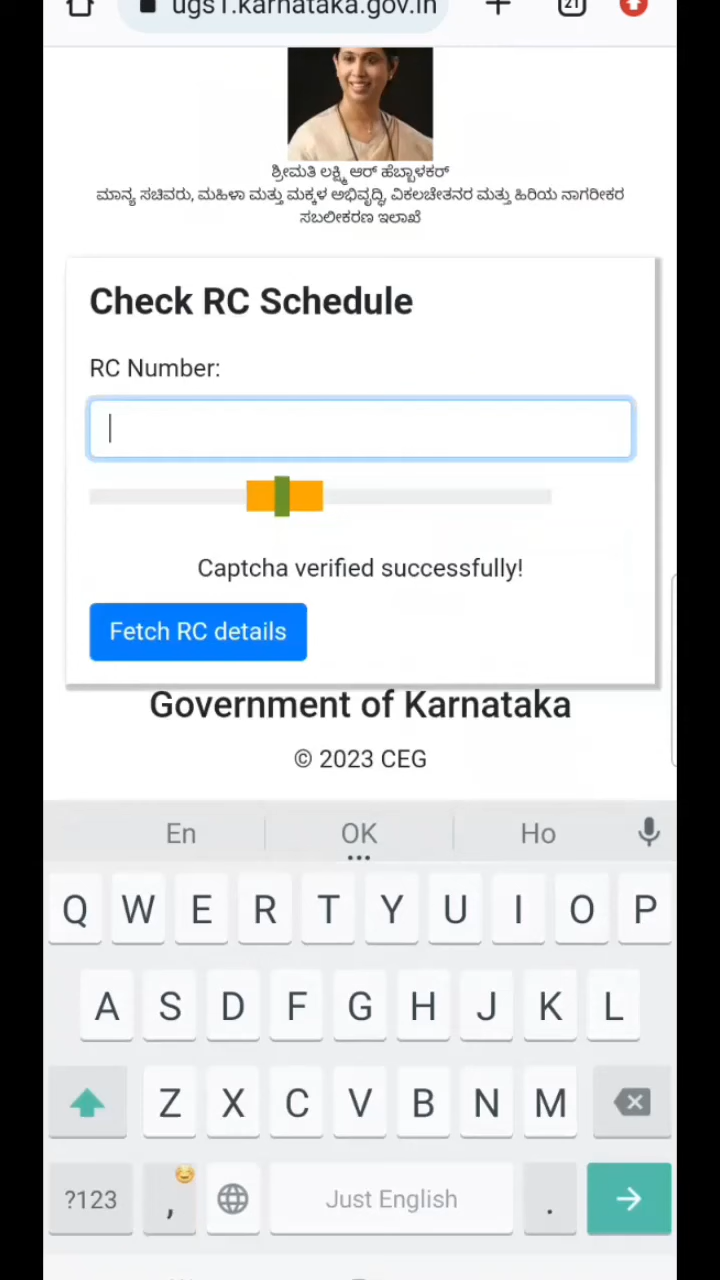 ugs1.karnataka.gov.in
21
ಶ್ರೀಮತಿ ಲಕ್ಷ್ಮಿ ಆರ್ ಹೆಬ್ಬಾಳಕರ್
ಮಾನ್ಯ ಸಚಿವರು, ಮಹಿಳಾ ಮತ್ತು ಮಕ್ಕಳ ಅಭಿವೃದ್ಧಿ, ವಿಕಲಚೇತನರ ಮತ್ತು ಹಿರಿಯ ನಾಗರೀಕರ
ಸಬಲೀಕರಣ ಇಲಾಖೆ
Check RC Schedule
RC Number:
Captcha verified successfully!
Fetch RC details
Government of Karnataka
© 2023 CEG
En OK Ho
Q W E R T Y U I O P
A S D F G H J K L
Z X C V B N M
?123 , Just English .